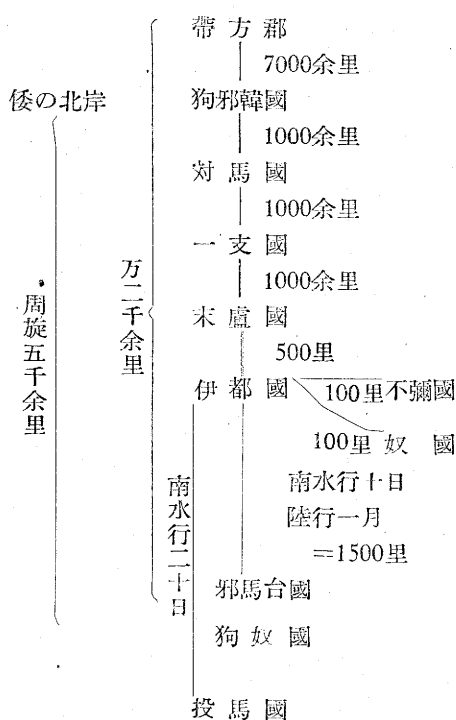 帶方郡
7000余里
倭の北岸
狗邪韓國
1000余里
対馬國
1000余里
一支國
1000余里
末盧國
500里
伊都國
100里不彌國
100里奴國
南水行十日
陸行一月
=1500里
邪馬台國
狗奴國
投馬國
南水行二十日
万二千余里
周旋五千余里